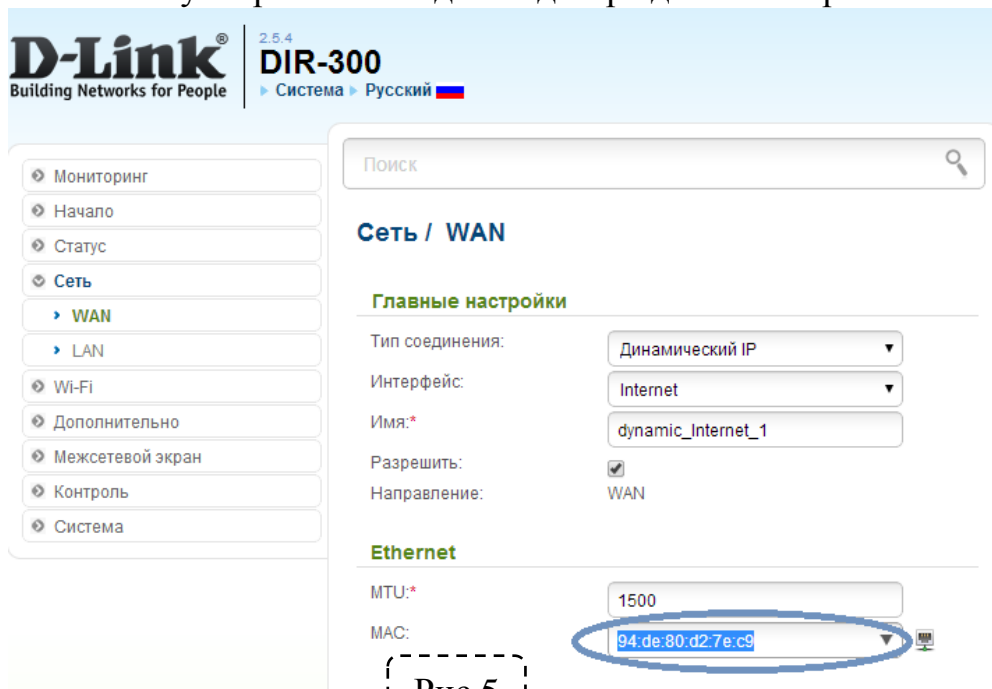 D-Link®
Building Networks for People
2.5.4
DIR-300
Система Русский
Мониторинг
Начало
Статус
Сеть
WAN
LAN
Wi-Fi
Дополнительно
Межсетевой экран
Контроль
Система
Поиск
Сеть / WAN
Главные настройки
Тип соединения: Динамический IP
Интерфейс: Internet
Имя:* dynamic_Internet_1
Разрешить:
Направление: WAN
Ethernet
MTU:* 1500
MAC: 94:de:80:d2:7e:c9
Рис 5